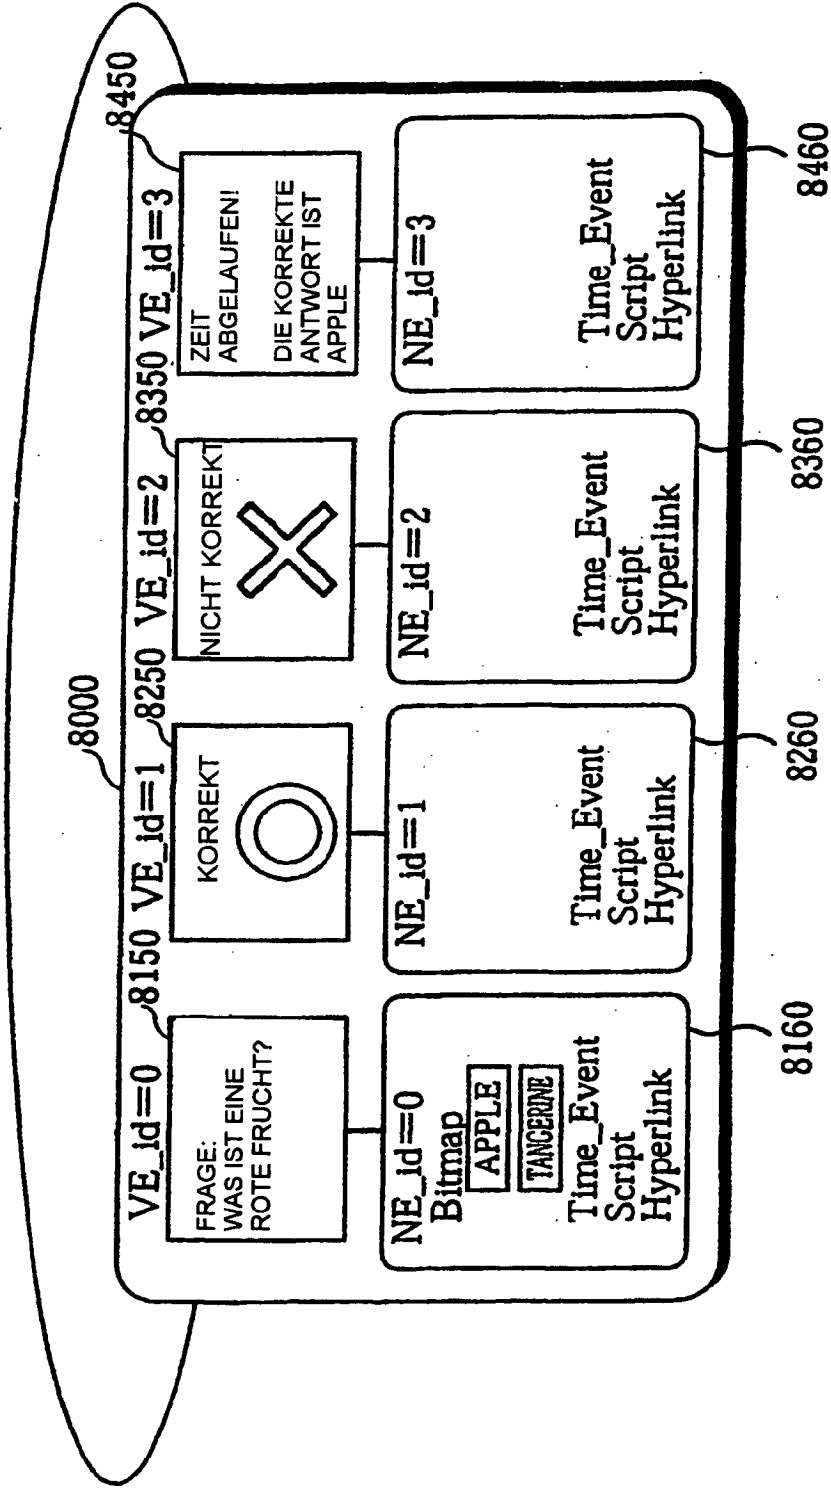 8000
VE_id=0
8150
FRAGE:
WAS IST EINE
ROTE FRUCHT?
NE_id=0
Bitmap
APPLE
TANGERINE
Time_Event
Script
Hyperlink
8160
VE_id=1
8250
KORREKT
NE_id=1
Time_Event
Script
Hyperlink
8260
VE_id=2
8350
NICHT KORREKT
NE_id=2
Time_Event
Script
Hyperlink
8360
VE_id=3
8450
ZEIT
ABGELAUFEN!
DIE KORREKTE
ANTWORT IST
APPLE
NE_id=3
Time_Event
Script
Hyperlink
8460